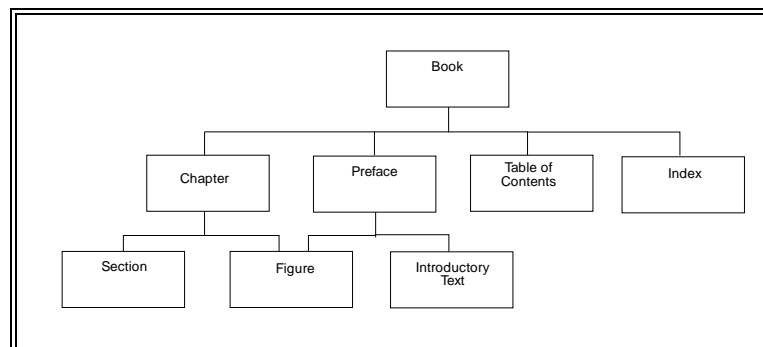 Book
Chapter
Preface
Table of
Contents
Index
Section
Figure
Introductory
Text